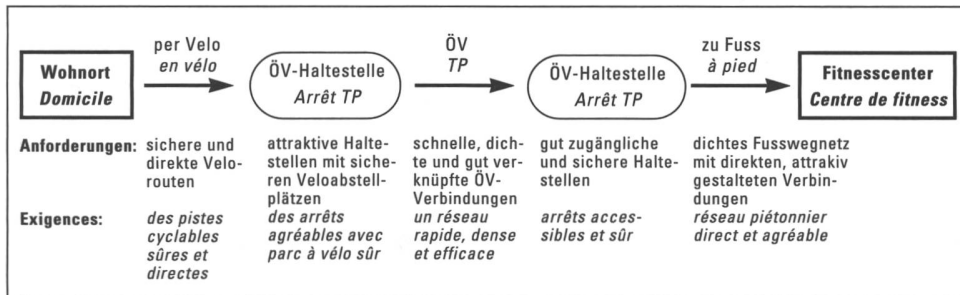 per Velo
en vélo
ÖV
TP
zu Fuss
à pied
Wohnort
Domicile
ÖV-Haltestelle
Arrêt TP
ÖV-Haltestelle
Arrêt TP
Fitnesscenter
Centre de fitness
Anforderungen:
sichere und
direkte Velo-
routen
attraktive Halte-
stellen mit siche-
ren Veloabstell-
plätzen
schnelle, dich-
te und gut ver-
knüpfte ÖV-
Verbindungen
gut zugängliche
und sichere Halte-
stellen
dichtes Fusswegnetz
mit direkten, attrakiv
gestalteten Verbin-
dungen
Exigences:
des pistes
cyclables
sûres et
directes
des arrêts
agréables avec
parc à vélo sûr
un réseau
rapide, dense
et efficace
arrêts acces-
sibles et sûr
réseau piétonnier
direct et agréable